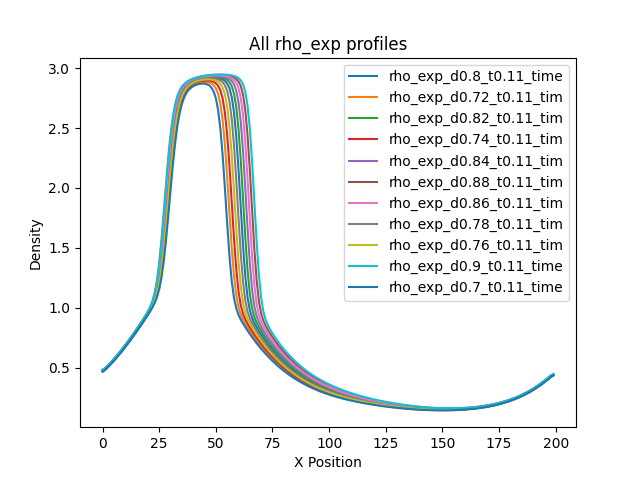 All rho_exp profiles
3.0
2.5
2.0
1.5
1.0
0.5
Density
rho_exp_d0.8_t0.11_time
rho_exp_d0.72_t0.11_tim
rho_exp_d0.82_t0.11_tim
rho_exp_d0.74_t0.11_tim
rho_exp_d0.84_t0.11_tim
rho_exp_d0.88_t0.11_tim
rho_exp_d0.86_t0.11_tim
rho_exp_d0.78_t0.11_tim
rho_exp_d0.76_t0.11_tim
rho_exp_d0.9_t0.11_time
rho_exp_d0.7_t0.11_time
0 25 50 75 100 125 150 175 200
X Position